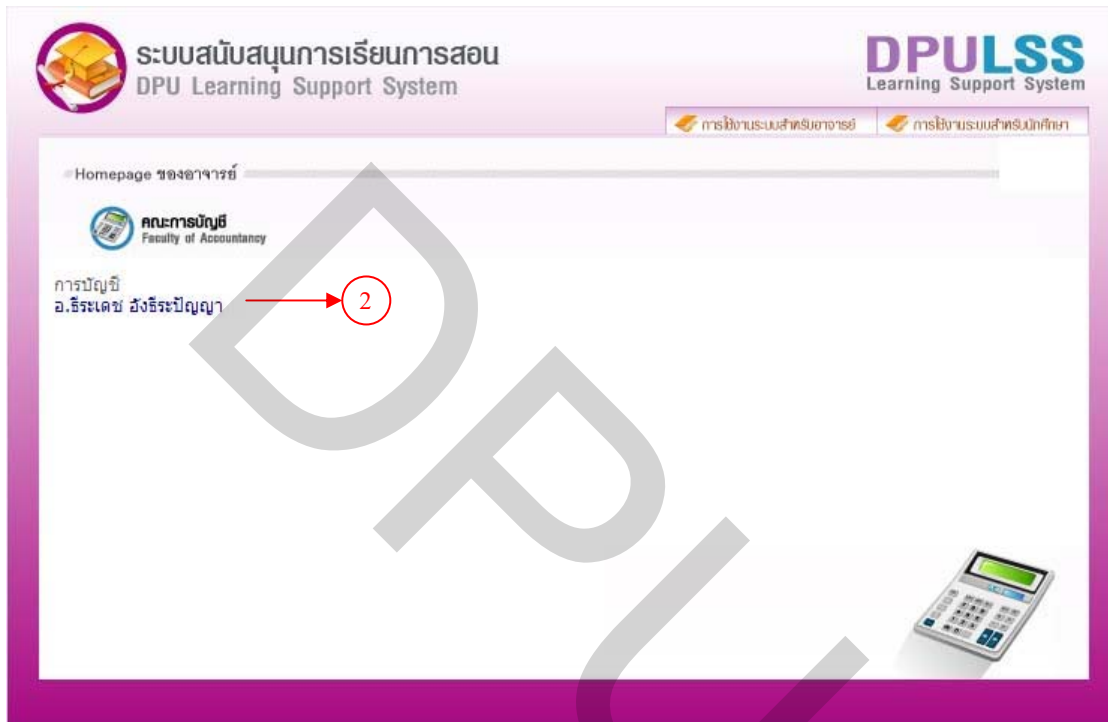 ระบบสนับสนุนการเรียนการสอน
DPU Learning Support System
DPULSS
Learning Support System
การใช้งานระบบสำหรับอาจารย์
การใช้งานระบบสำหรับนักศึกษา
Homepage ของอาจารย์
คณะการบัญชี
Faculty of Accountancy
การบัญชี
อ.ธีระเดช อังธีระปัญญา
2
DPU